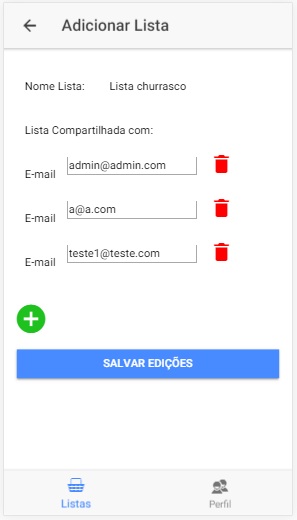 Adicionar Lista
Nome Lista: Lista churrasco
Lista Compartilhada com:
E-mail admin@admin.com
E-mail a@a.com
E-mail teste1@teste.com
SALVAR EDIÇÕES
Listas Perfil